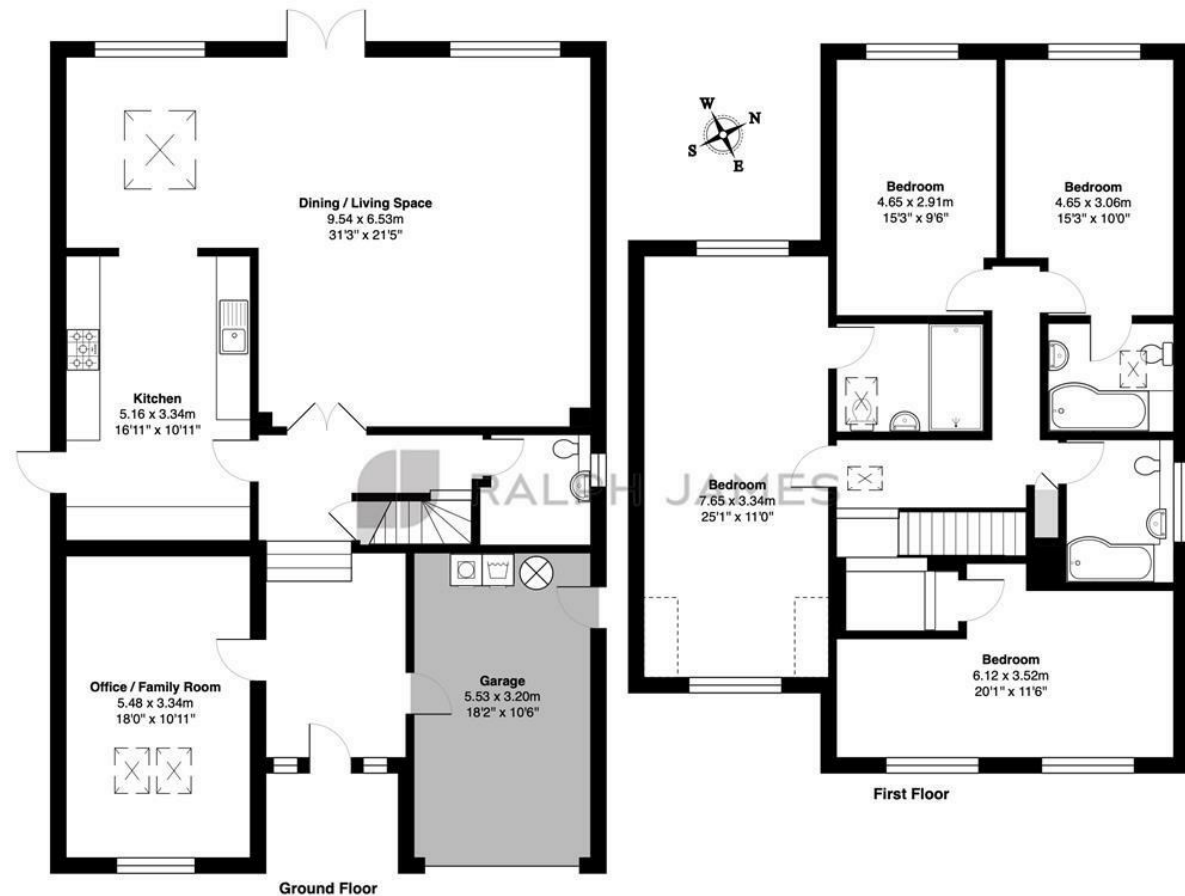 W
N
S
E
Dining / Living Space
9.54 x 6.53m
31'3" x 21'5"
Bedroom
4.65 x 2.91m
15'3" x 9'6"
Bedroom
4.65 x 3.06m
15'3" x 10'0"
Kitchen
5.16 x 3.34m
16'11" x 10'11"
RALPH JAMES
Bedroom
7.65 x 3.34m
25'1" x 11'0"
Office / Family Room
5.48 x 3.34m
18'0" x 10'11"
Garage
5.53 x 3.20m
18'2" x 10'6"
Bedroom
6.12 x 3.52m
20'1" x 11'6"
First Floor
Ground Floor